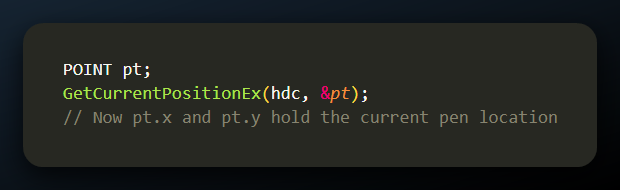 POINT pt;
GetCurrentPositionEx(hdc, &pt);
// Now pt.x and pt.y hold the current pen location